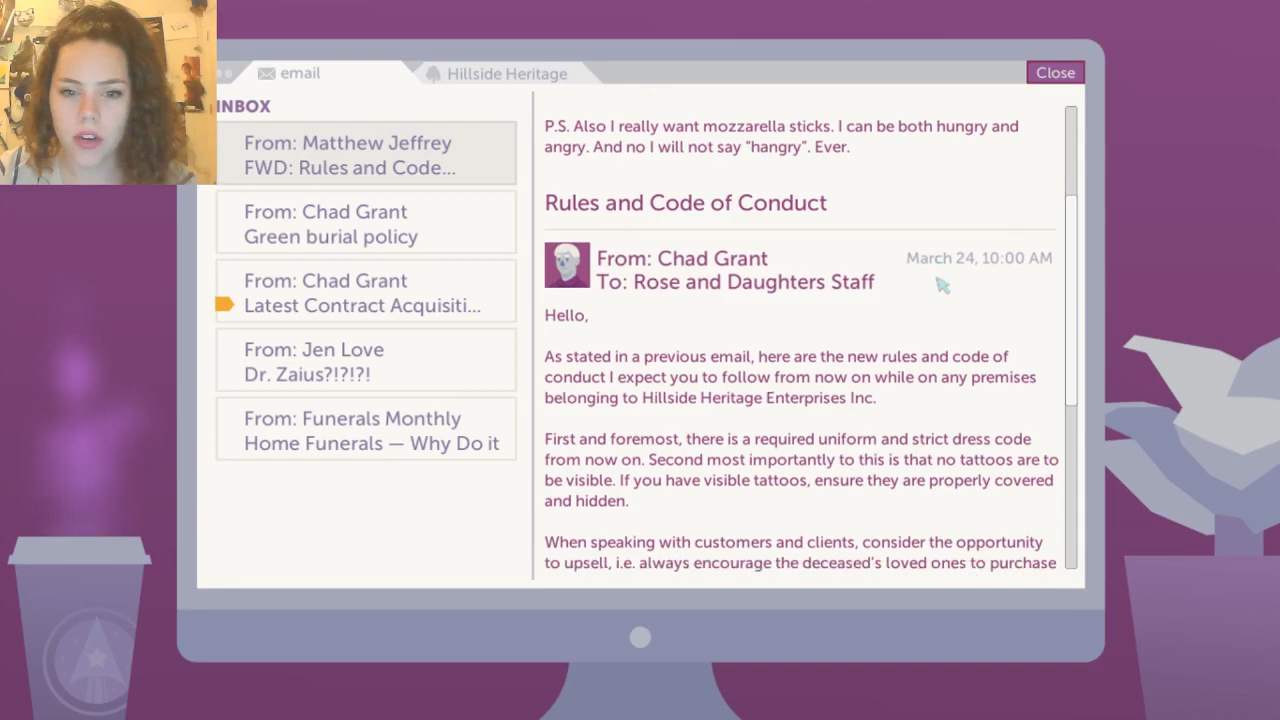 email
Hillside Heritage
Close
INBOX
From: Matthew Jeffrey
FWD: Rules and Code...
From: Chad Grant
Green burial policy
From: Chad Grant
Latest Contract Acquisiti...
From: Jen Love
Dr. Zaius?!?!?!
From: Funerals Monthly
Home Funerals — Why Do it
P.S. Also I really want mozzarella sticks. I can be both hungry and
angry. And no I will not say “hangry”. Ever.
Rules and Code of Conduct
From: Chad Grant
March 24, 10:00 AM
To: Rose and Daughters Staff
Hello,
As stated in a previous email, here are the new rules and code of
conduct I expect you to follow from now on while on any premises
belonging to Hillside Heritage Enterprises Inc.
First and foremost, there is a required uniform and strict dress code
from now on. Second most importantly to this is that no tattoos are to
be visible. If you have visible tattoos, ensure they are properly covered
and hidden.
When speaking with customers and clients, consider the opportunity
to upsell, i.e. always encourage the deceased’s loved ones to purchase